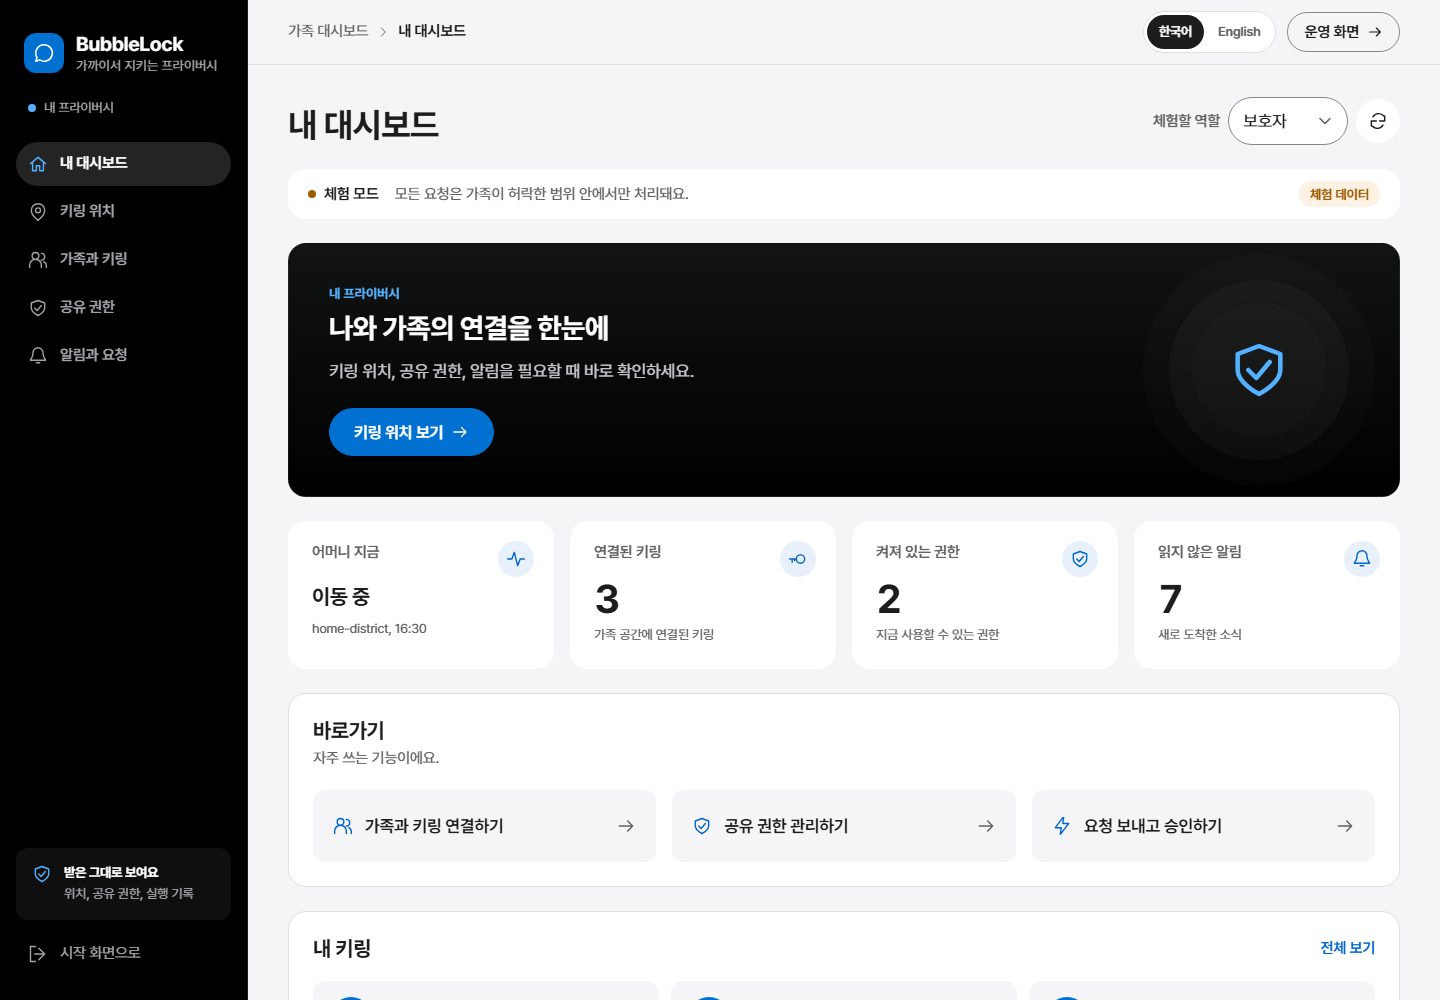 BubbleLock
가까이서 지키는 프라이버시
내 프라이버시
내 대시보드
키링 위치
가족과 키링
공유 권한
알림과 요청
받은 그대로 보여요
위치, 공유 권한, 실행 기록
시작 화면으로
가족 대시보드 > 내 대시보드
한국어 English
운영 화면 →
내 대시보드
체험할 역할 보호자
체험 모드 모든 요청은 가족이 허락한 범위 안에서만 처리돼요.
체험 데이터
내 프라이버시
나와 가족의 연결을 한눈에
키링 위치, 공유 권한, 알림을 필요할 때 바로 확인하세요.
키링 위치 보기 →
어머니 지금
이동 중
home-district, 16:30
연결된 키링
3
가족 공간에 연결된 키링
켜져 있는 권한
2
지금 사용할 수 있는 권한
읽지 않은 알림
7
새로 도착한 소식
바로가기
자주 쓰는 기능이에요.
가족과 키링 연결하기 →
공유 권한 관리하기 →
요청 보내고 승인하기 →
내 키링
전체 보기